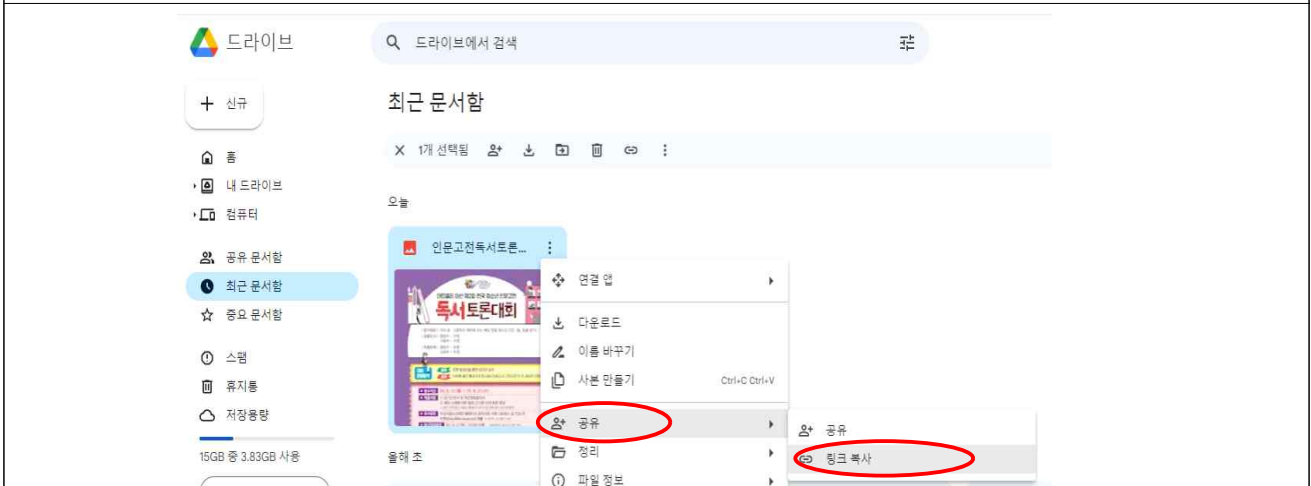 드라이브
드라이브에서 검색
신규
최근 문서함
1개 선택됨
홈
내 드라이브
컴퓨터
오늘
공유 문서함
최근 문서함
중요 문서함
스팸
휴지통
저장용량
15GB 중 3.83GB 사용
인문고전독서토론...
독서토론대회
연결 앱
다운로드
이름 바꾸기
사본 만들기 Ctrl+C Ctrl+V
공유
정리
파일 정보
공유
링크 복사
올해 초